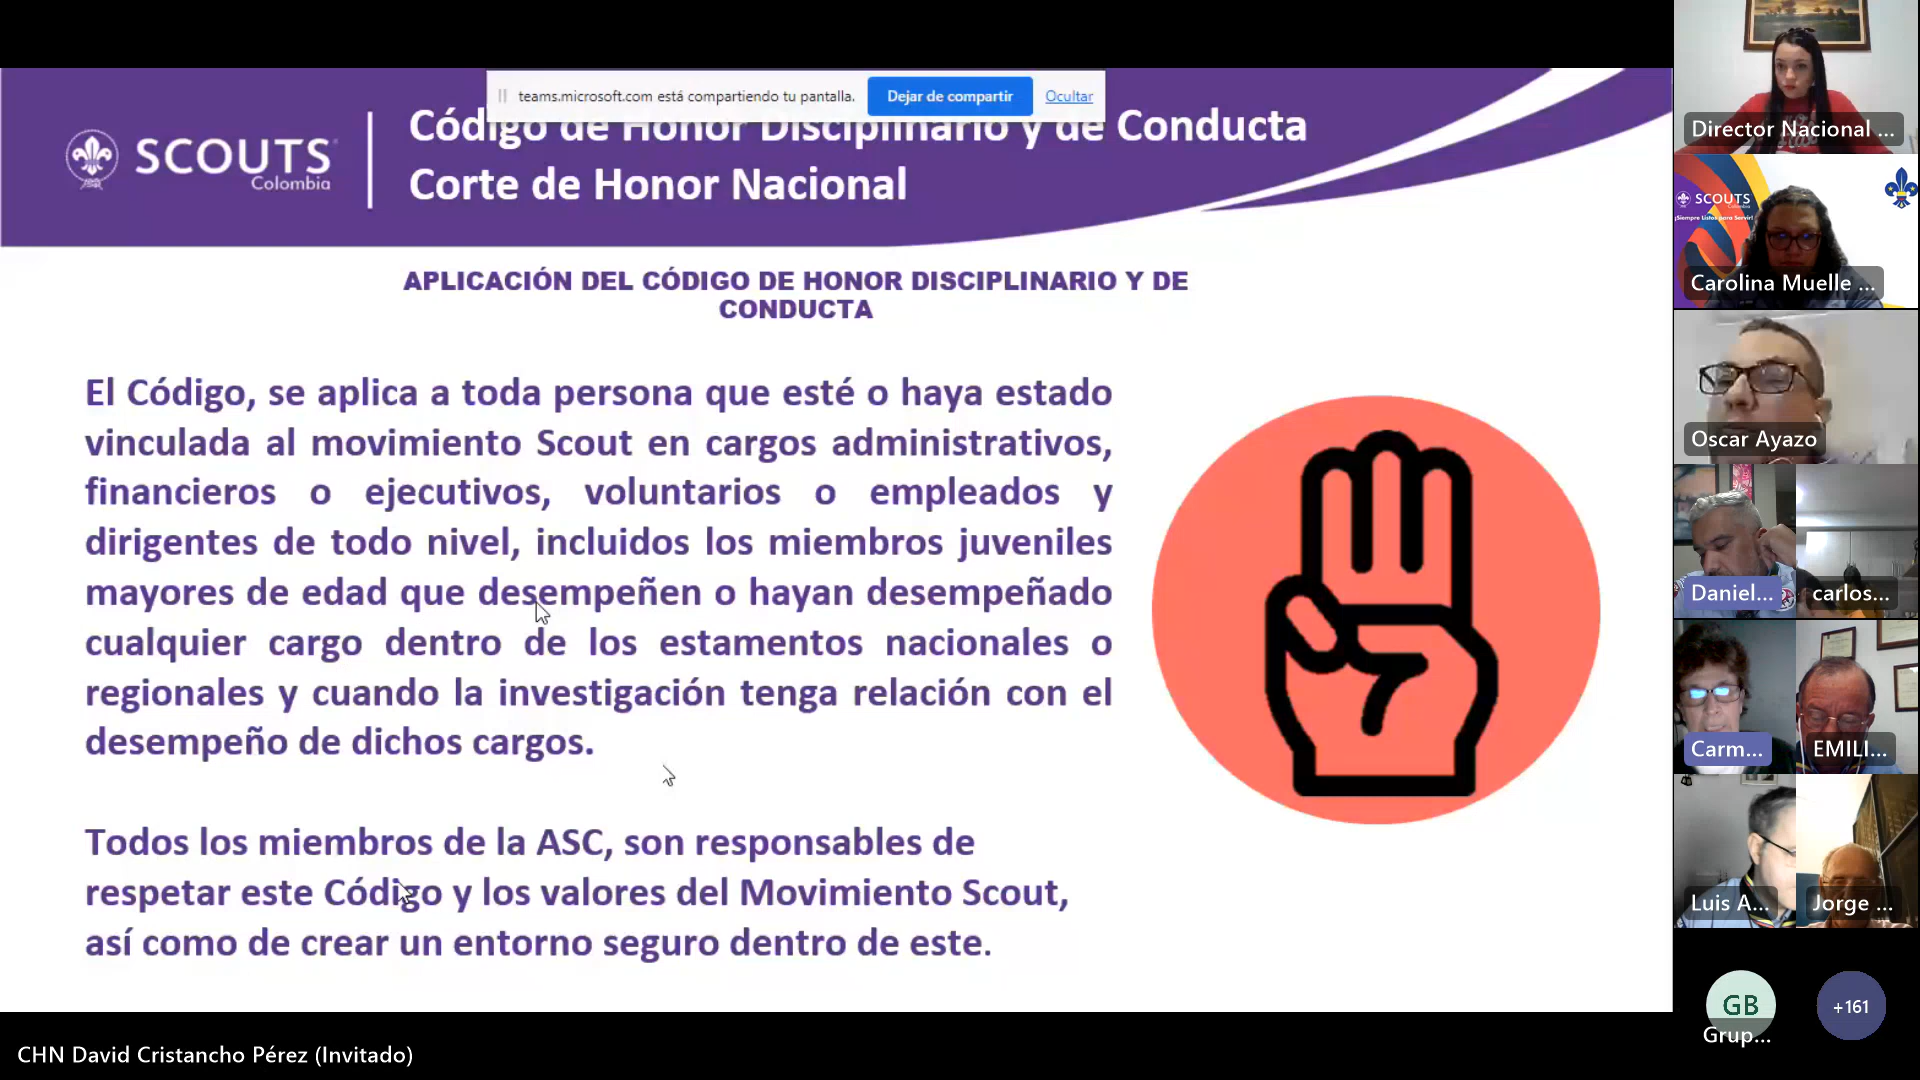 teams.microsoft.com está compartiendo tu pantalla.
Dejar de compartir
Ocultar
SCOUTS
Colombia
Código de Honor Disciplinario y de Conducta
Corte de Honor Nacional
APLICACIÓN DEL CÓDIGO DE HONOR DISCIPLINARIO Y DE
CONDUCTA
El Código, se aplica a toda persona que esté o haya estado
vinculada al movimiento Scout en cargos administrativos,
financieros o ejecutivos, voluntarios o empleados y
dirigentes de todo nivel, incluidos los miembros juveniles
mayores de edad que desempeñen o hayan desempeñado
cualquier cargo dentro de los estamentos nacionales o
regionales y cuando la investigación tenga relación con el
desempeño de dichos cargos.
Todos los miembros de la ASC, son responsables de
respetar este Código y los valores del Movimiento Scout,
así como de crear un entorno seguro dentro de este.
CHN David Cristancho Pérez (Invitado)
Director Nacional ...
SCOUTS
Colombia
¡Siempre Listos para Servir!
Carolina Muelle ...
Oscar Ayazo
Daniel...
carlos...
Carm...
EMILI...
Luis A...
Jorge ...
GB
Grup...
+161